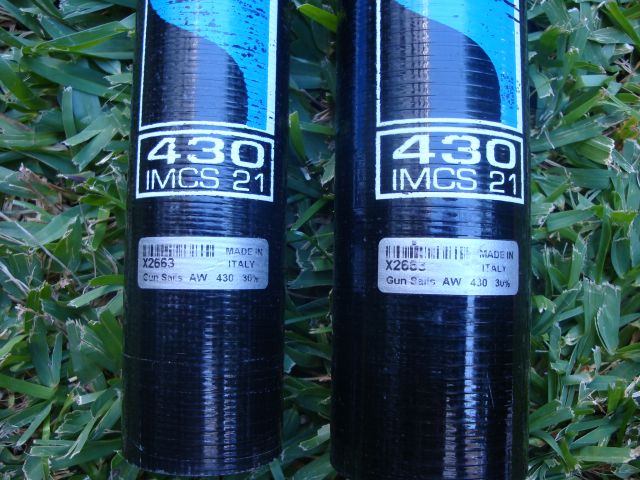 430
IMCS 21
MADE IN
X2663 ITALY
Gun Sails AW 430 30%
430
IMCS 21
MADE IN
X2663 ITALY
Gun Sails AW 430 30%